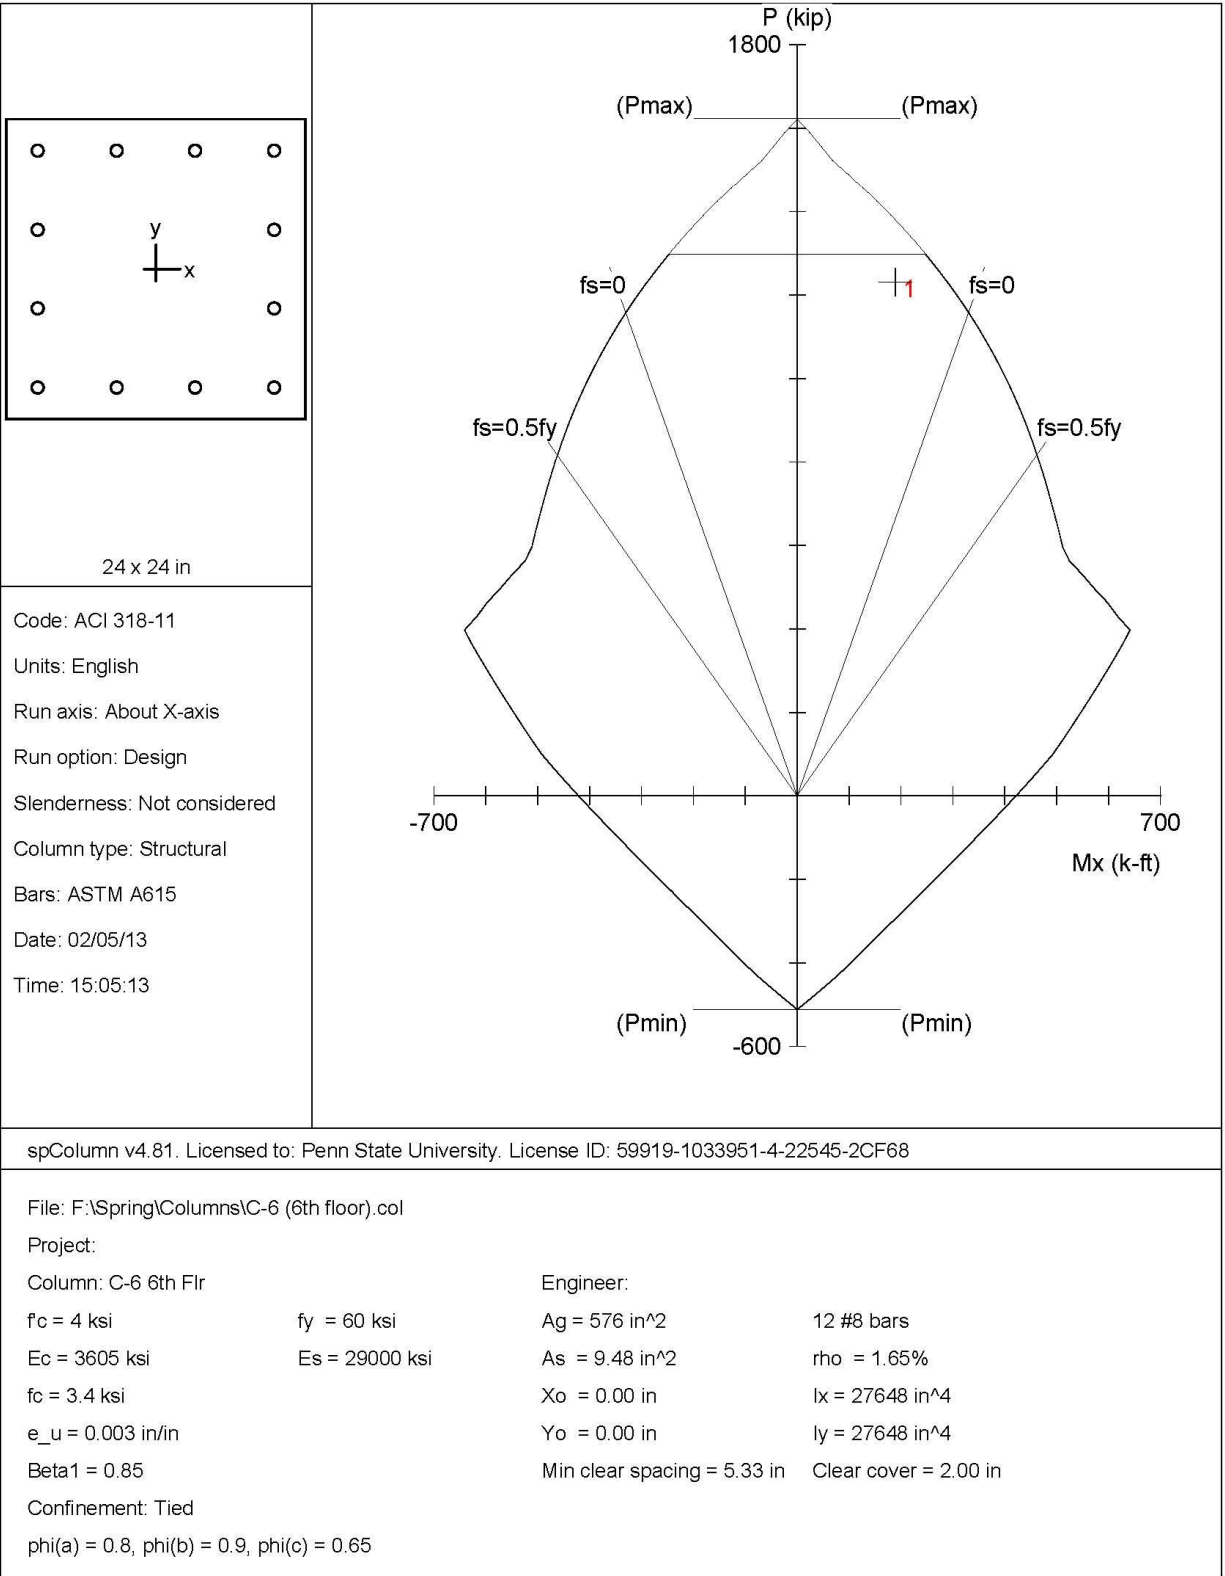 P (kip)
1800
(Pmax) (Pmax)
y
x
fs=0 fs=0
1
fs=0.5fy fs=0.5fy
24 x 24 in
Code: ACI 318-11
Units: English
Run axis: About X-axis
Run option: Design
Slenderness: Not considered
-700 700
Column type: Structural
Mx (k-ft)
Bars: ASTM A615
Date: 02/05/13
Time: 15:05:13
(Pmin) (Pmin)
-600
spColumn v4.81. Licensed to: Penn State University. License ID: 59919-1033951-4-22545-2CF68
File: F:\Spring\Columns\C-6 (6th floor).col
Project:
Column: C-6 6th Flr Engineer:
f'c = 4 ksi fy = 60 ksi Ag = 576 in^2 12 #8 bars
Ec = 3605 ksi Es = 29000 ksi As = 9.48 in^2 rho = 1.65%
fc = 3.4 ksi Xo = 0.00 in Ix = 27648 in^4
e_u = 0.003 in/in Yo = 0.00 in Iy = 27648 in^4
Beta1 = 0.85 Min clear spacing = 5.33 in Clear cover = 2.00 in
Confinement: Tied
phi(a) = 0.8, phi(b) = 0.9, phi(c) = 0.65